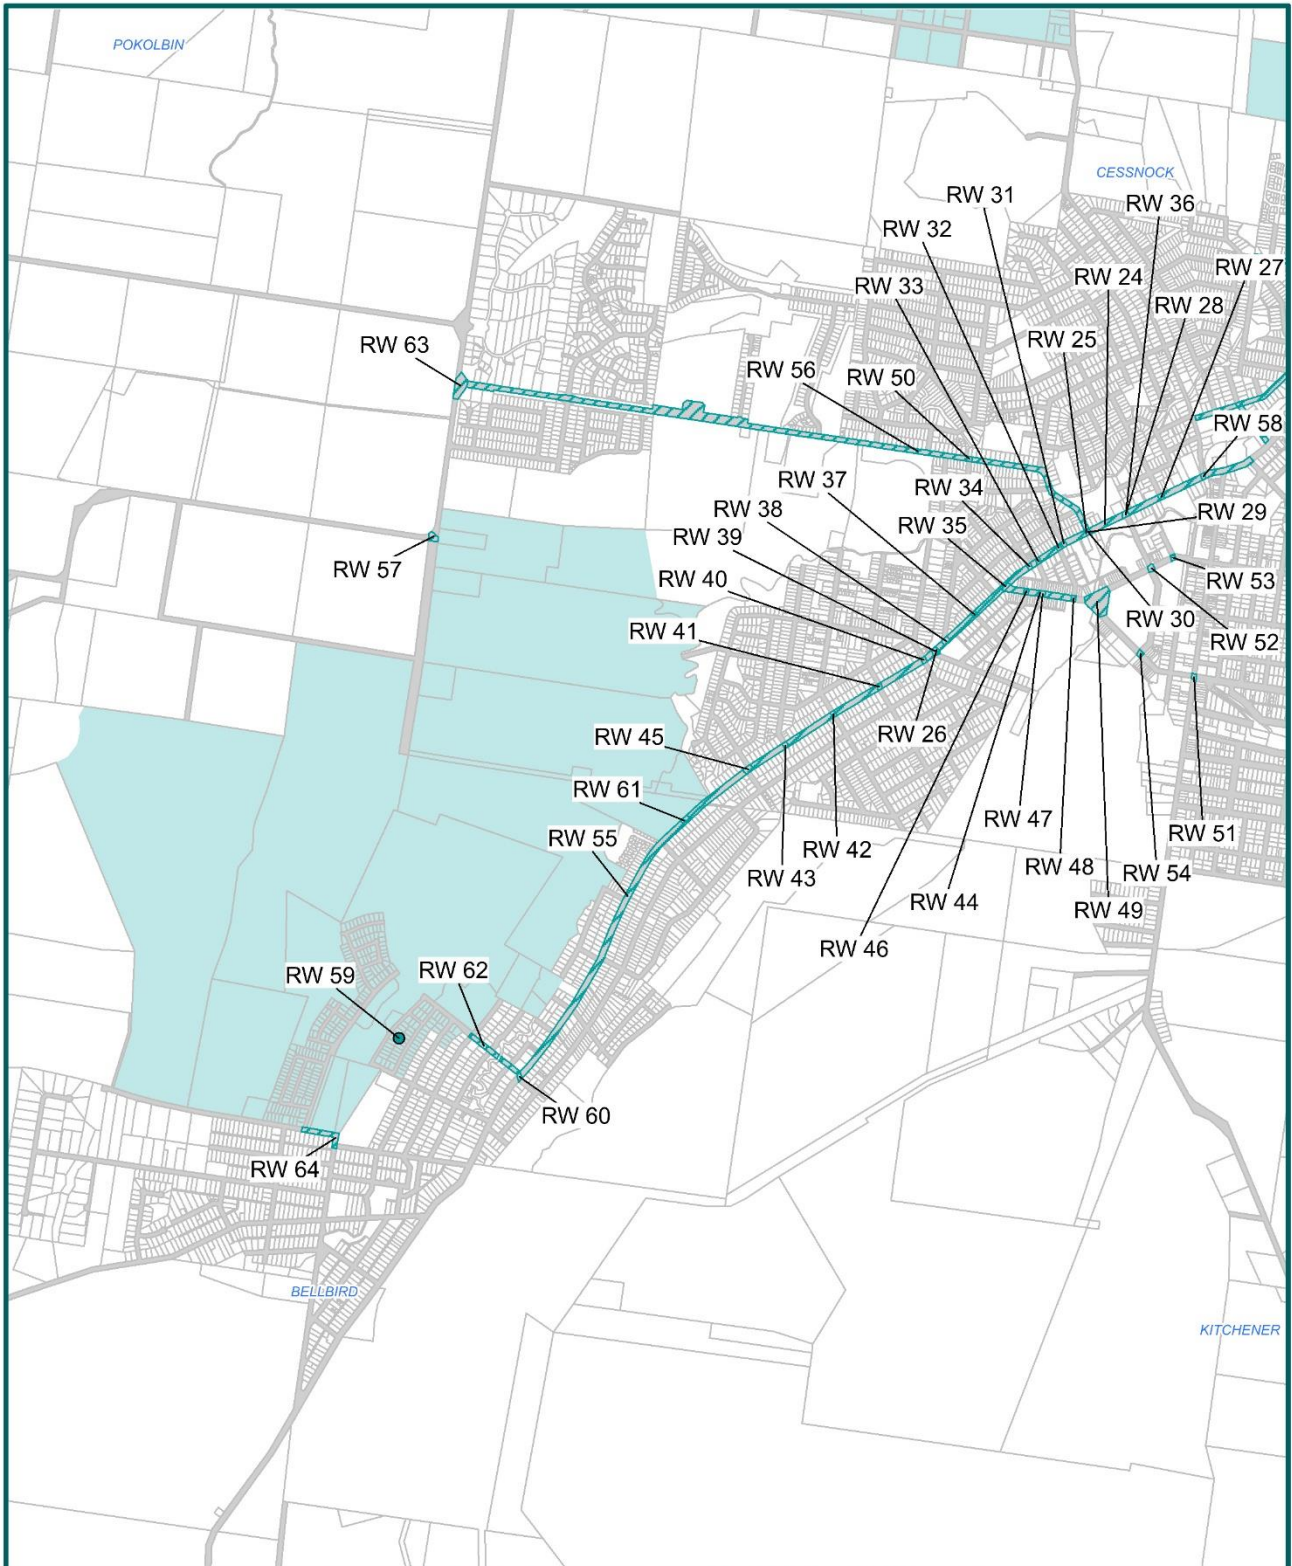 POKOLBIN
CESSNOCK
RW 31
RW 36
RW 32
RW 27
RW 24
RW 33
RW 28
RW 25
RW 63
RW 56
RW 50
RW 58
RW 37
RW 34
RW 38
RW 29
RW 39
RW 35
RW 57
RW 53
RW 40
RW 30
RW 41
RW 52
RW 26
RW 45
RW 61
RW 47
RW 51
RW 55
RW 42
RW 48
RW 54
RW 43
RW 44
RW 49
RW 46
RW 62
RW 59
RW 60
RW 64
BELLBIRD
KITCHENER